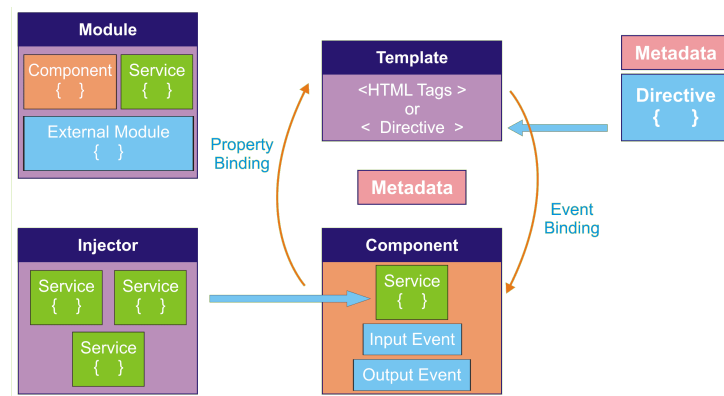 Module
Component
{ }
Service
{ }
External Module
{ }
Template
<HTML Tags >
or
< Directive >
Metadata
Directive
{ }
Property
Binding
Metadata
Event
Binding
Injector
Service
{ }
Service
{ }
Service
{ }
Component
Service
{ }
Input Event
Output Event